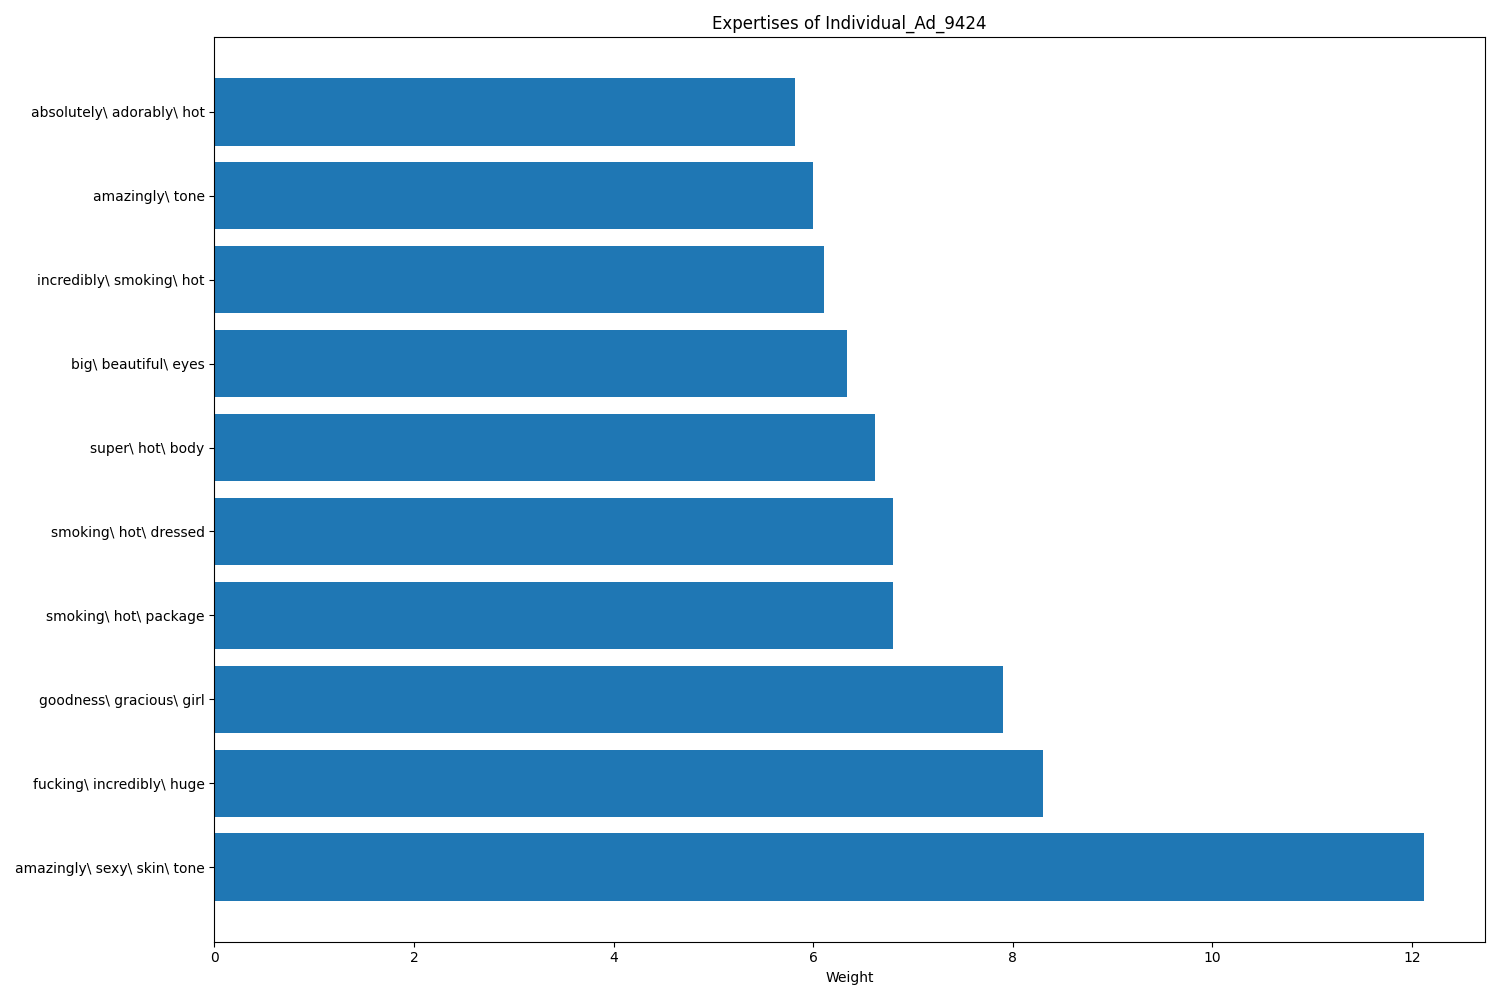 Expertises of Individual_Ad_9424
absolutely\ adorably\ hot
amazingly\ tone
incredibly\ smoking\ hot
big\ beautiful\ eyes
super\ hot\ body
smoking\ hot\ dressed
smoking\ hot\ package
goodness\ gracious\ girl
fucking\ incredibly\ huge
amazingly\ sexy\ skin\ tone
0 2 4 6 8 10 12
Weight